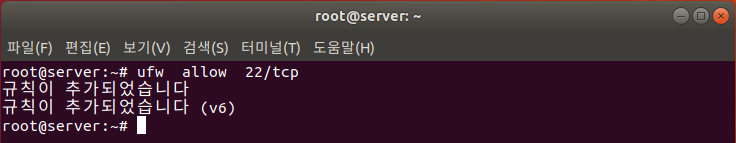 root@server: ~
파일(F) 편집(E) 보기(V) 검색(S) 터미널(T) 도움말(H)
root@server:~# ufw  allow  22/tcp
규칙이 추가되었습니다
규칙이 추가되었습니다 (v6)
root@server:~#